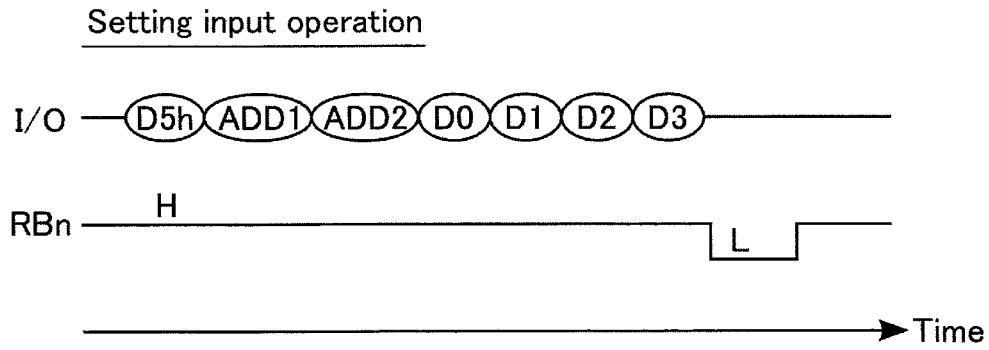 Setting input operation
I/O D5h ADD1 ADD2 D0 D1 D2 D3
H
RBn
L
Time